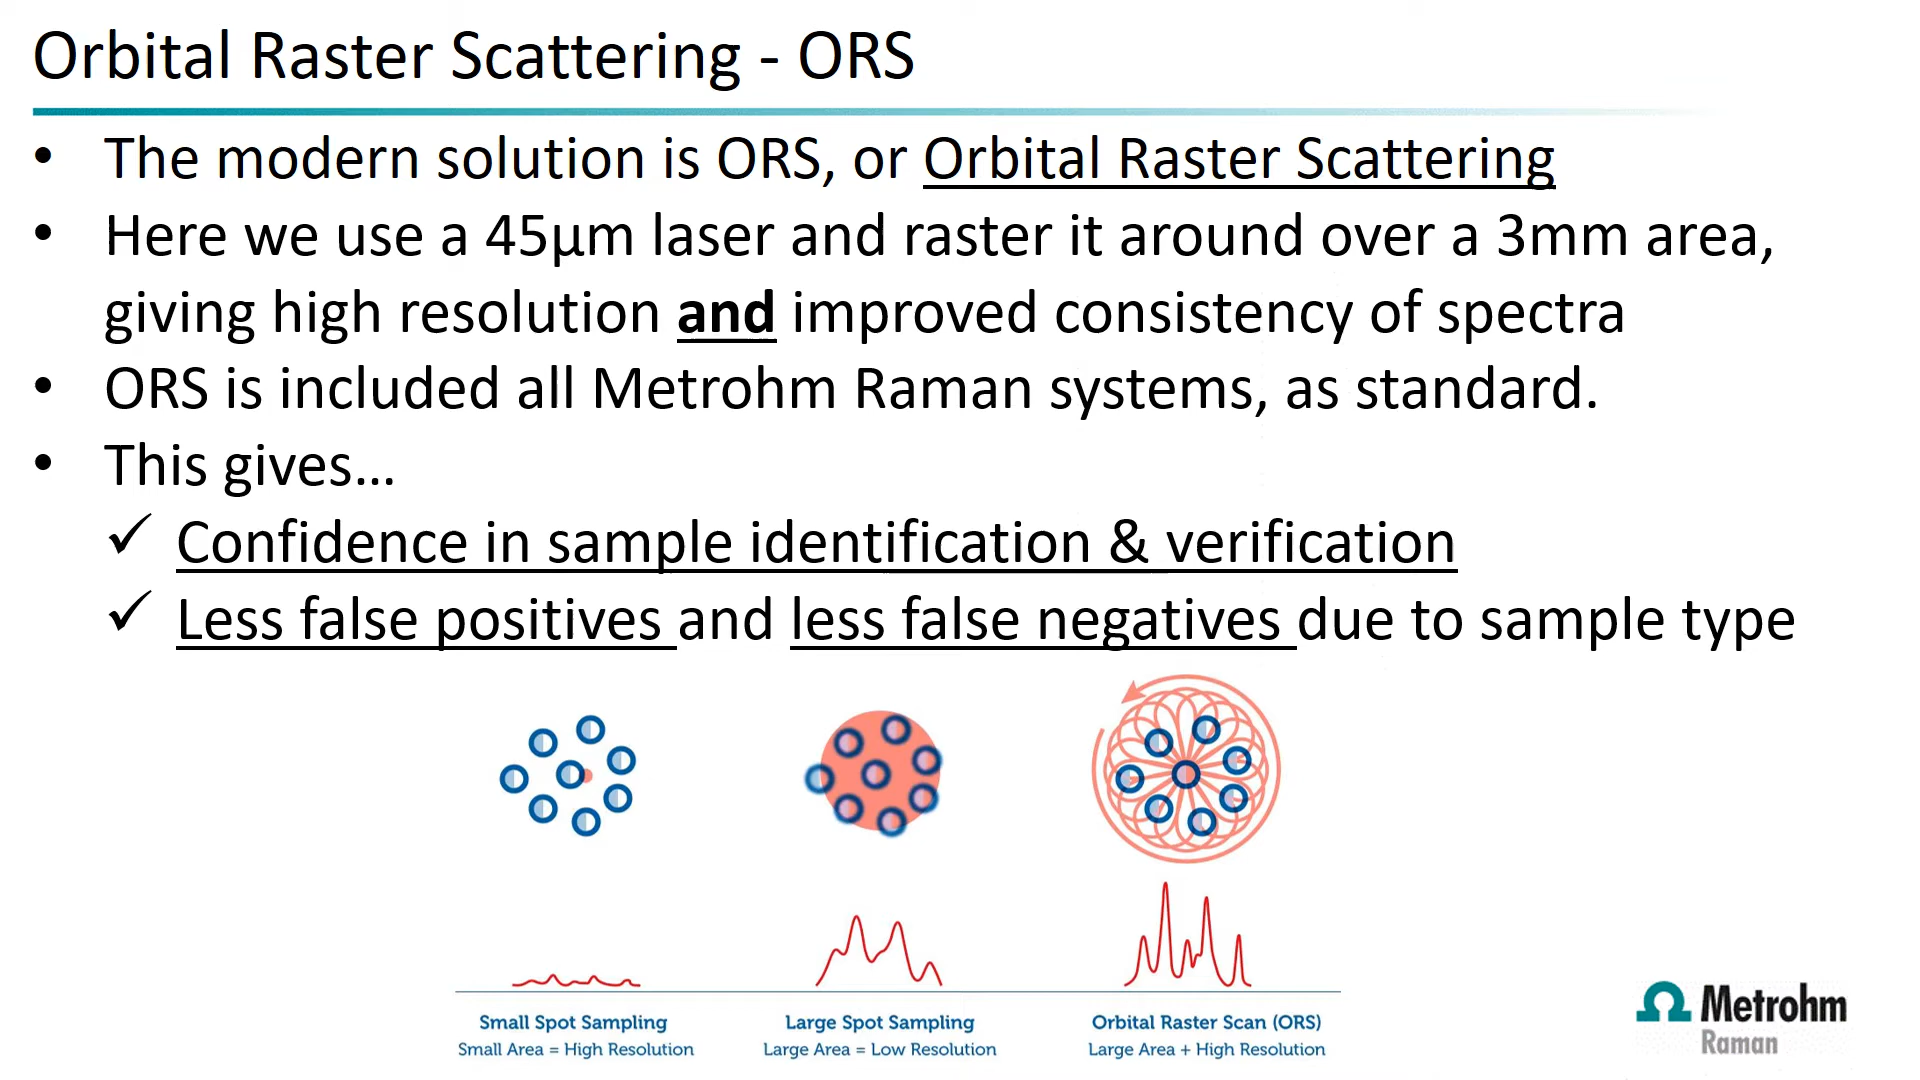 Orbital Raster Scattering - ORS
• The modern solution is ORS, or Orbital Raster Scattering
• Here we use a 45µm laser and raster it around over a 3mm area,
giving high resolution and improved consistency of spectra
• ORS is included all Metrohm Raman systems, as standard.
• This gives…
✓ Confidence in sample identification & verification
✓ Less false positives and less false negatives due to sample type
Small Spot Sampling
Small Area = High Resolution
Large Spot Sampling
Large Area = Low Resolution
Orbital Raster Scan (ORS)
Large Area + High Resolution
Metrohm
Raman